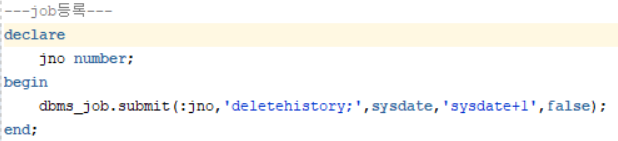 ---job등록---
declare
    jno number;
begin
    dbms_job.submit(:jno,'deletehistory;',sysdate,'sysdate+1',false);
end;